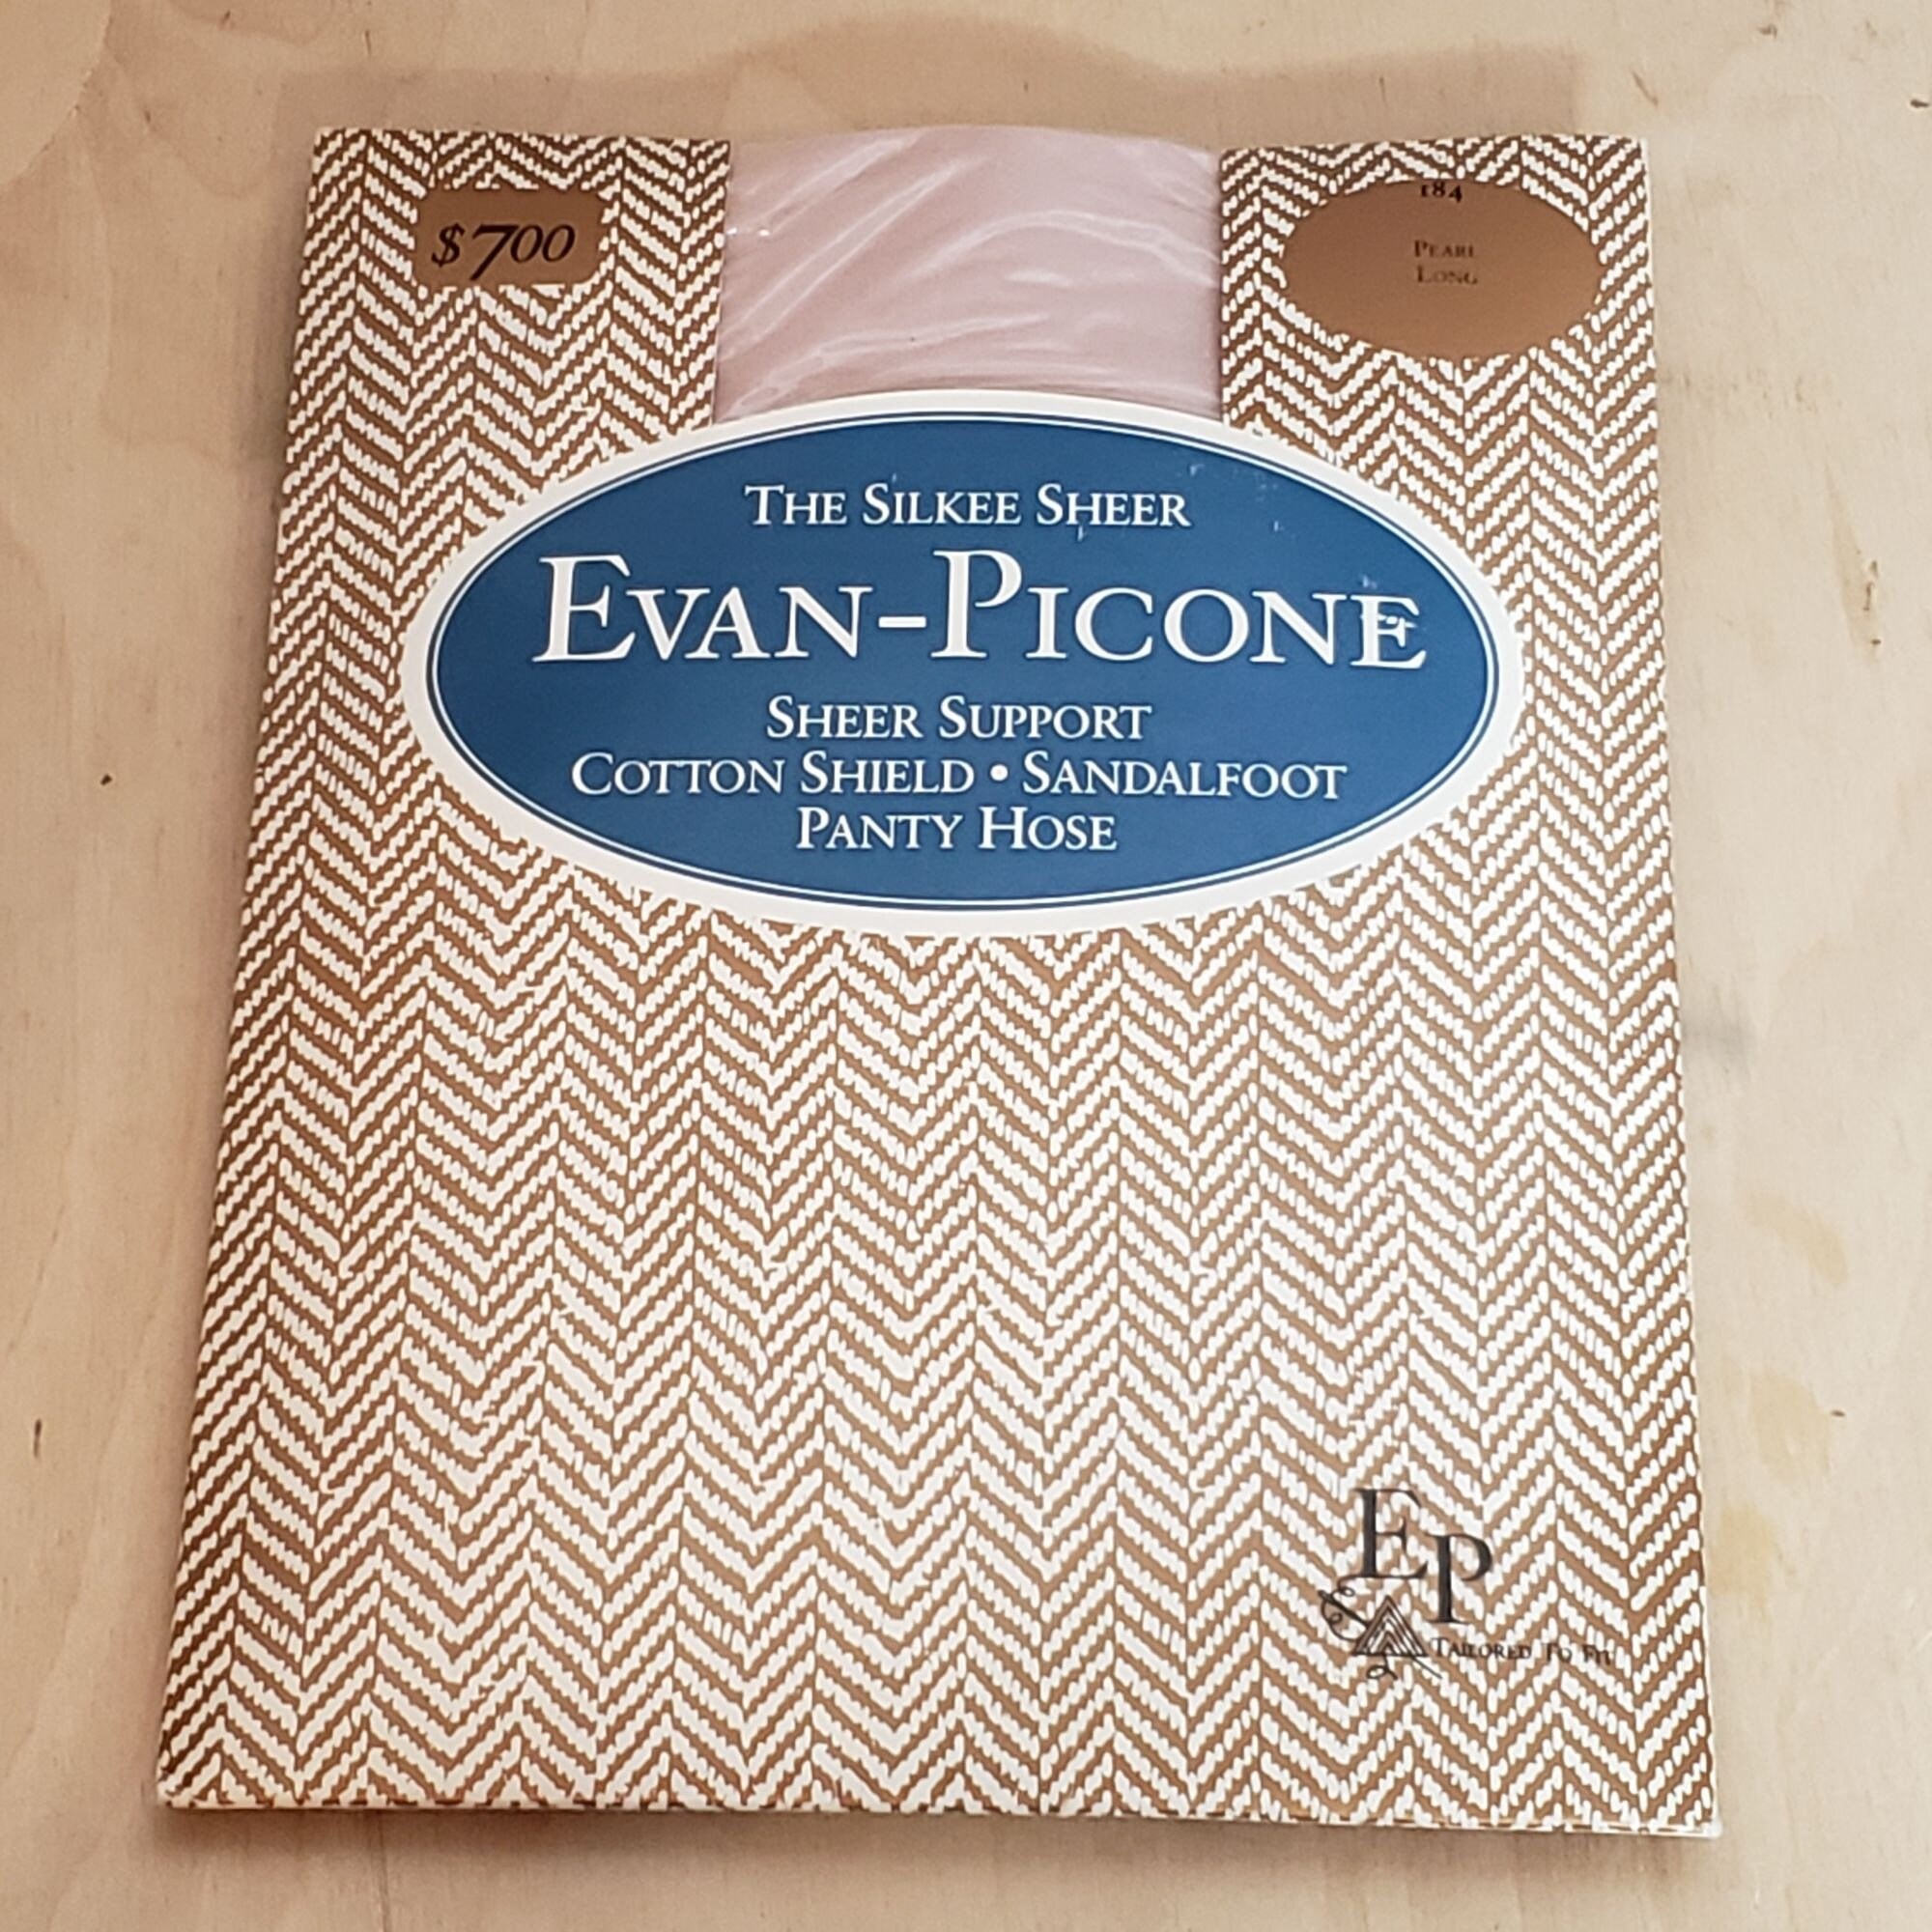 $7.00
184
PEARL
LONG
THE SILKEE SHEER
EVAN-PICONE
SHEER SUPPORT
COTTON SHIELD • SANDALFOOT
PANTY HOSE
EP
TAILORED TO FIT